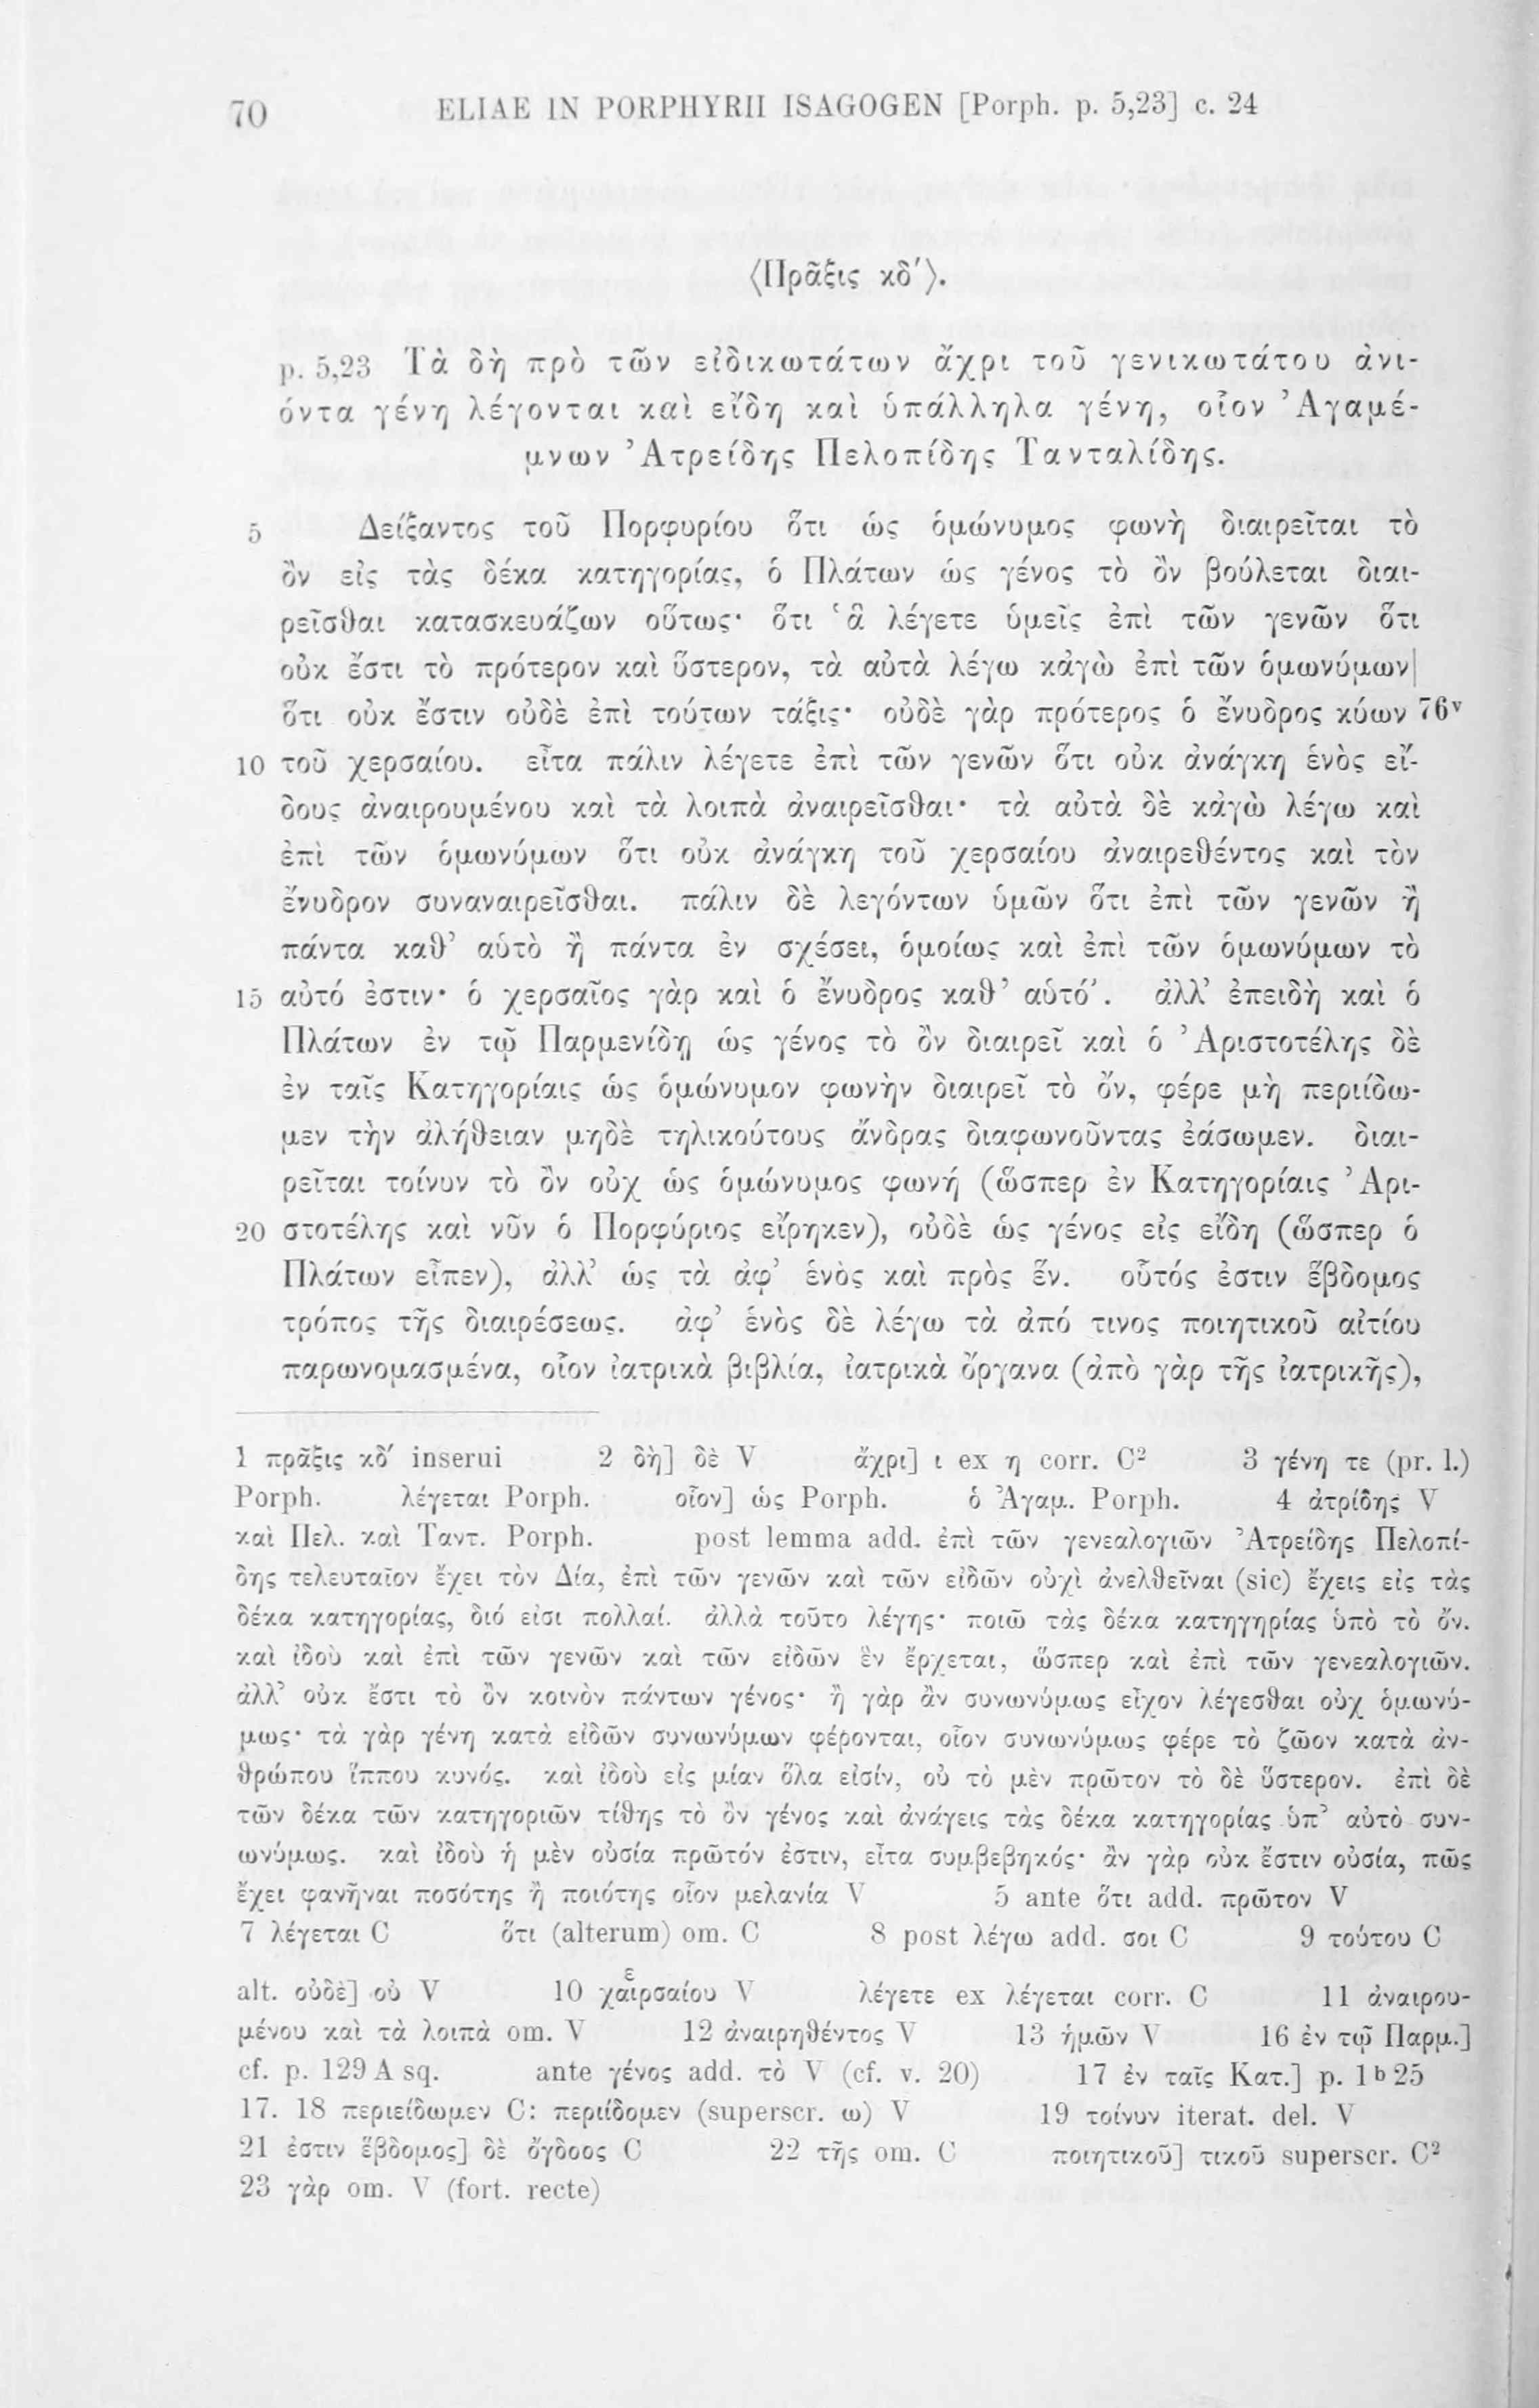 70 ELIAE IN PORPHYRII ISAGOGEN [Porph. p. 5,23] c. 24
⟨Πρᾶξις κδ'⟩.
p. 5,23 Τὰ δὴ πρὸ τῶν εἰδικωτάτων ἄχρι τοῦ γενικωτάτου ἀνι-
όντα γένη λέγονται καὶ εἴδη καὶ ὑπάλληλα γένη, οἷον Ἀγαμέ-
μνων Ἀτρείδης Πελοπίδης Τανταλίδης.
5 Δείξαντος τοῦ Πορφυρίου ὅτι ὡς ὁμώνυμος φωνὴ διαιρεῖται τὸ
ὂν εἰς τὰς δέκα κατηγορίας, ὁ Πλάτων ὡς γένος τὸ ὂν βούλεται διαι-
ρεῖσθαι κατασκευάζων οὕτως· ὅτι ‘ἃ λέγετε ὑμεῖς ἐπὶ τῶν γενῶν ὅτι
οὐκ ἔστι τὸ πρότερον καὶ ὕστερον, τὰ αὐτὰ λέγω κἀγὼ ἐπὶ τῶν ὁμωνύμων|
ὅτι οὐκ ἔστιν οὐδὲ ἐπὶ τούτων τάξις· οὐδὲ γὰρ πρότερος ὁ ἔνυδρος κύων 76ᵛ
10 τοῦ χερσαίου. εἶτα πάλιν λέγετε ἐπὶ τῶν γενῶν ὅτι οὐκ ἀνάγκη ἑνὸς εἴ-
δους ἀναιρουμένου καὶ τὰ λοιπὰ ἀναιρεῖσθαι· τὰ αὐτὰ δὲ κἀγὼ λέγω καὶ
ἐπὶ τῶν ὁμωνύμων ὅτι οὐκ ἀνάγκη τοῦ χερσαίου ἀναιρεθέντος καὶ τὸν
ἔνυδρον συναναιρεῖσθαι. πάλιν δὲ λεγόντων ὑμῶν ὅτι ἐπὶ τῶν γενῶν ἢ
πάντα καθ’ αὑτὸ ἢ πάντα ἐν σχέσει, ὁμοίως καὶ ἐπὶ τῶν ὁμωνύμων τὸ
15 αὐτό ἐστιν· ὁ χερσαῖος γὰρ καὶ ὁ ἔνυδρος καθ’ αὑτό’. ἀλλ’ ἐπειδὴ καὶ ὁ
Πλάτων ἐν τῷ Παρμενίδῃ ὡς γένος τὸ ὂν διαιρεῖ καὶ ὁ Ἀριστοτέλης δὲ
ἐν ταῖς Κατηγορίαις ὡς ὁμώνυμον φωνὴν διαιρεῖ τὸ ὄν, φέρε μὴ περιίδω-
μεν τὴν ἀλήθειαν μηδὲ τηλικούτους ἄνδρας διαφωνοῦντας ἐάσωμεν. διαι-
ρεῖται τοίνυν τὸ ὂν οὐχ ὡς ὁμώνυμος φωνή (ὥσπερ ἐν Κατηγορίαις Ἀρι-
20 στοτέλης καὶ νῦν ὁ Πορφύριος εἴρηκεν), οὐδὲ ὡς γένος εἰς εἴδη (ὥσπερ ὁ
Πλάτων εἶπεν), ἀλλ’ ὡς τὰ ἀφ’ ἑνὸς καὶ πρὸς ἕν. οὗτός ἐστιν ἕβδομος
τρόπος τῆς διαιρέσεως. ἀφ’ ἑνὸς δὲ λέγω τὰ ἀπό τινος ποιητικοῦ αἰτίου
παρωνομασμένα, οἷον ἰατρικὰ βιβλία, ἰατρικὰ ὄργανα (ἀπὸ γὰρ τῆς ἰατρικῆς),
1 πρᾶξις κδ' inserui 2 δὴ] δὲ V ἄχρι] ι ex η corr. C² 3 γένη τε (pr. l.)
Porph. λέγεται Porph. οἷον] ὡς Porph. ὁ Ἀγαμ. Porph. 4 ἀτρίδης V
καὶ Πελ. καὶ Ταντ. Porph. post lemma add. ἐπὶ τῶν γενεαλογιῶν Ἀτρείδης Πελοπί-
δης τελευταῖον ἔχει τὸν Δία, ἐπὶ τῶν γενῶν καὶ τῶν εἰδῶν οὐχὶ ἀνελθεῖναι (sic) ἔχεις εἰς τὰς
δέκα κατηγορίας, διό εἰσι πολλαί. ἀλλὰ τοῦτο λέγῃς· ποιῶ τὰς δέκα κατηγηρίας ὑπὸ τὸ ὄν.
καὶ ἰδοὺ καὶ ἐπὶ τῶν γενῶν καὶ τῶν εἰδῶν ἓν ἔρχεται, ὥσπερ καὶ ἐπὶ τῶν γενεαλογιῶν.
ἀλλ’ οὐκ ἔστι τὸ ὂν κοινὸν πάντων γένος· ἢ γὰρ ἂν συνωνύμως εἶχον λέγεσθαι οὐχ ὁμωνύ-
μως· τὰ γὰρ γένη κατὰ εἰδῶν συνωνύμων φέρονται, οἷον συνωνύμως φέρε τὸ ζῶον κατὰ ἀν-
θρώπου ἵππου κυνός. καὶ ἰδοὺ εἰς μίαν ὅλα εἰσίν, οὐ τὸ μὲν πρῶτον τὸ δὲ ὕστερον. ἐπὶ δὲ
τῶν δέκα τῶν κατηγοριῶν τίθης τὸ ὂν γένος καὶ ἀνάγεις τὰς δέκα κατηγορίας ὑπ’ αὐτὸ συν-
ωνύμως. καὶ ἰδοὺ ἡ μὲν οὐσία πρῶτόν ἐστιν, εἶτα συμβεβηκός· ἂν γὰρ οὐκ ἔστιν οὐσία, πῶς
ἔχει φανῆναι ποσότης ἢ ποιότης οἷον μελανία V 5 ante ὅτι add. πρῶτον V
7 λέγεται C ὅτι (alterum) om. C 8 post λέγω add. σοι C 9 τούτου C
alt. οὐδὲ] οὐ V 10 χαιρσαίου V λέγετε ex λέγεται corr. C 11 ἀναιρου-
μένου καὶ τὰ λοιπὰ om. V 12 ἀναιρηθέντος V 13 ἡμῶν V 16 ἐν τῷ Παρμ.]
cf. p. 129 A sq. ante γένος add. τὸ V (cf. v. 20) 17 ἐν ταῖς Κατ.] p. 1ᵇ25
17. 18 περιείδωμεν C: περιίδομεν (superscr. ω) V 19 τοίνυν iterat. del. V
21 ἐστιν ἕβδομος] δὲ ὄγδοος C 22 τῆς om. C ποιητικοῦ] τικοῦ superscr. C²
23 γὰρ om. V (fort. recte)